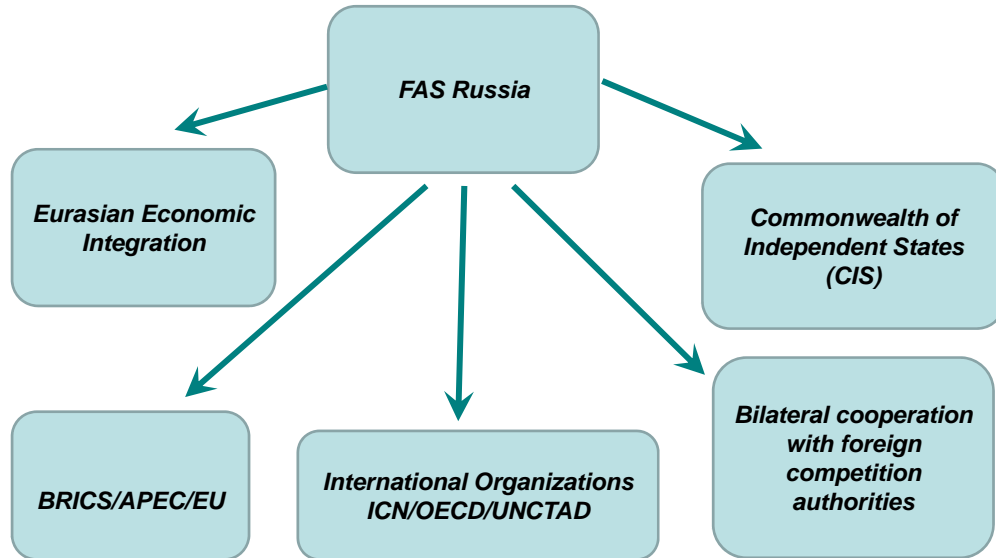 FAS Russia
Eurasian Economic
Integration
Commonwealth of
Independent States
(CIS)
BRICS/APEC/EU
International Organizations
ICN/OECD/UNCTAD
Bilateral cooperation
with foreign
competition
authorities